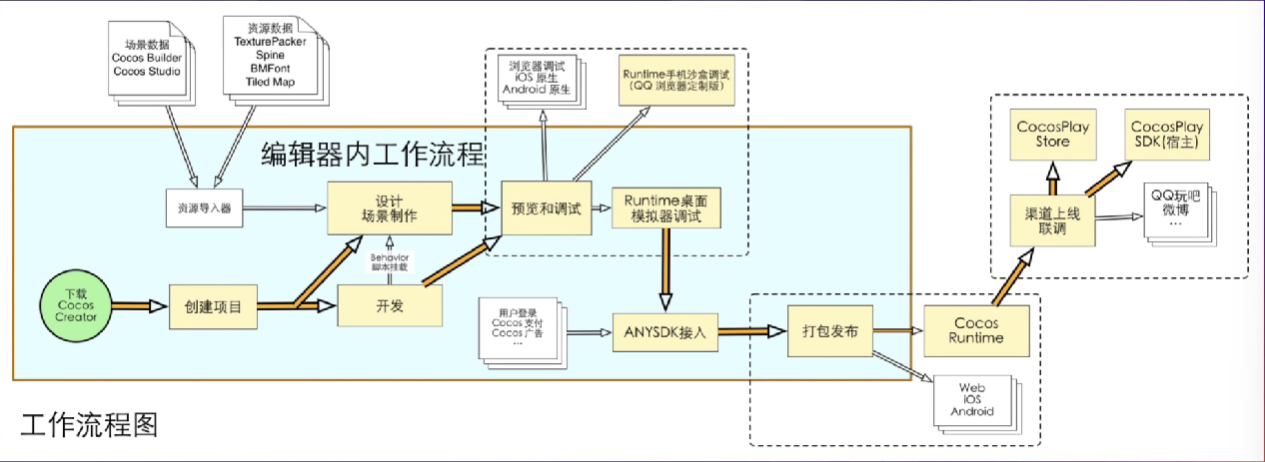 场景数据
Cocos Builder
Cocos Studio
资源数据
TexturePacker
Spine
BMFont
Tiled Map
浏览器调试
iOS 原生
Android 原生
Runtime手机沙盒调试
(QQ 浏览器定制版)
编辑器内工作流程
CocosPlay
Store
CocosPlay
SDK(宿主)
资源导入器
设计
场景制作
预览和调试
Runtime桌面
模拟器调试
渠道上线
联调
QQ玩吧
微博
...
Behavior
脚本挂载
下载
Cocos
Creator
创建项目
开发
用户登录
Cocos 支付
Cocos 广告
...
ANYSDK接入
打包发布
Cocos
Runtime
Web
iOS
Android
工作流程图